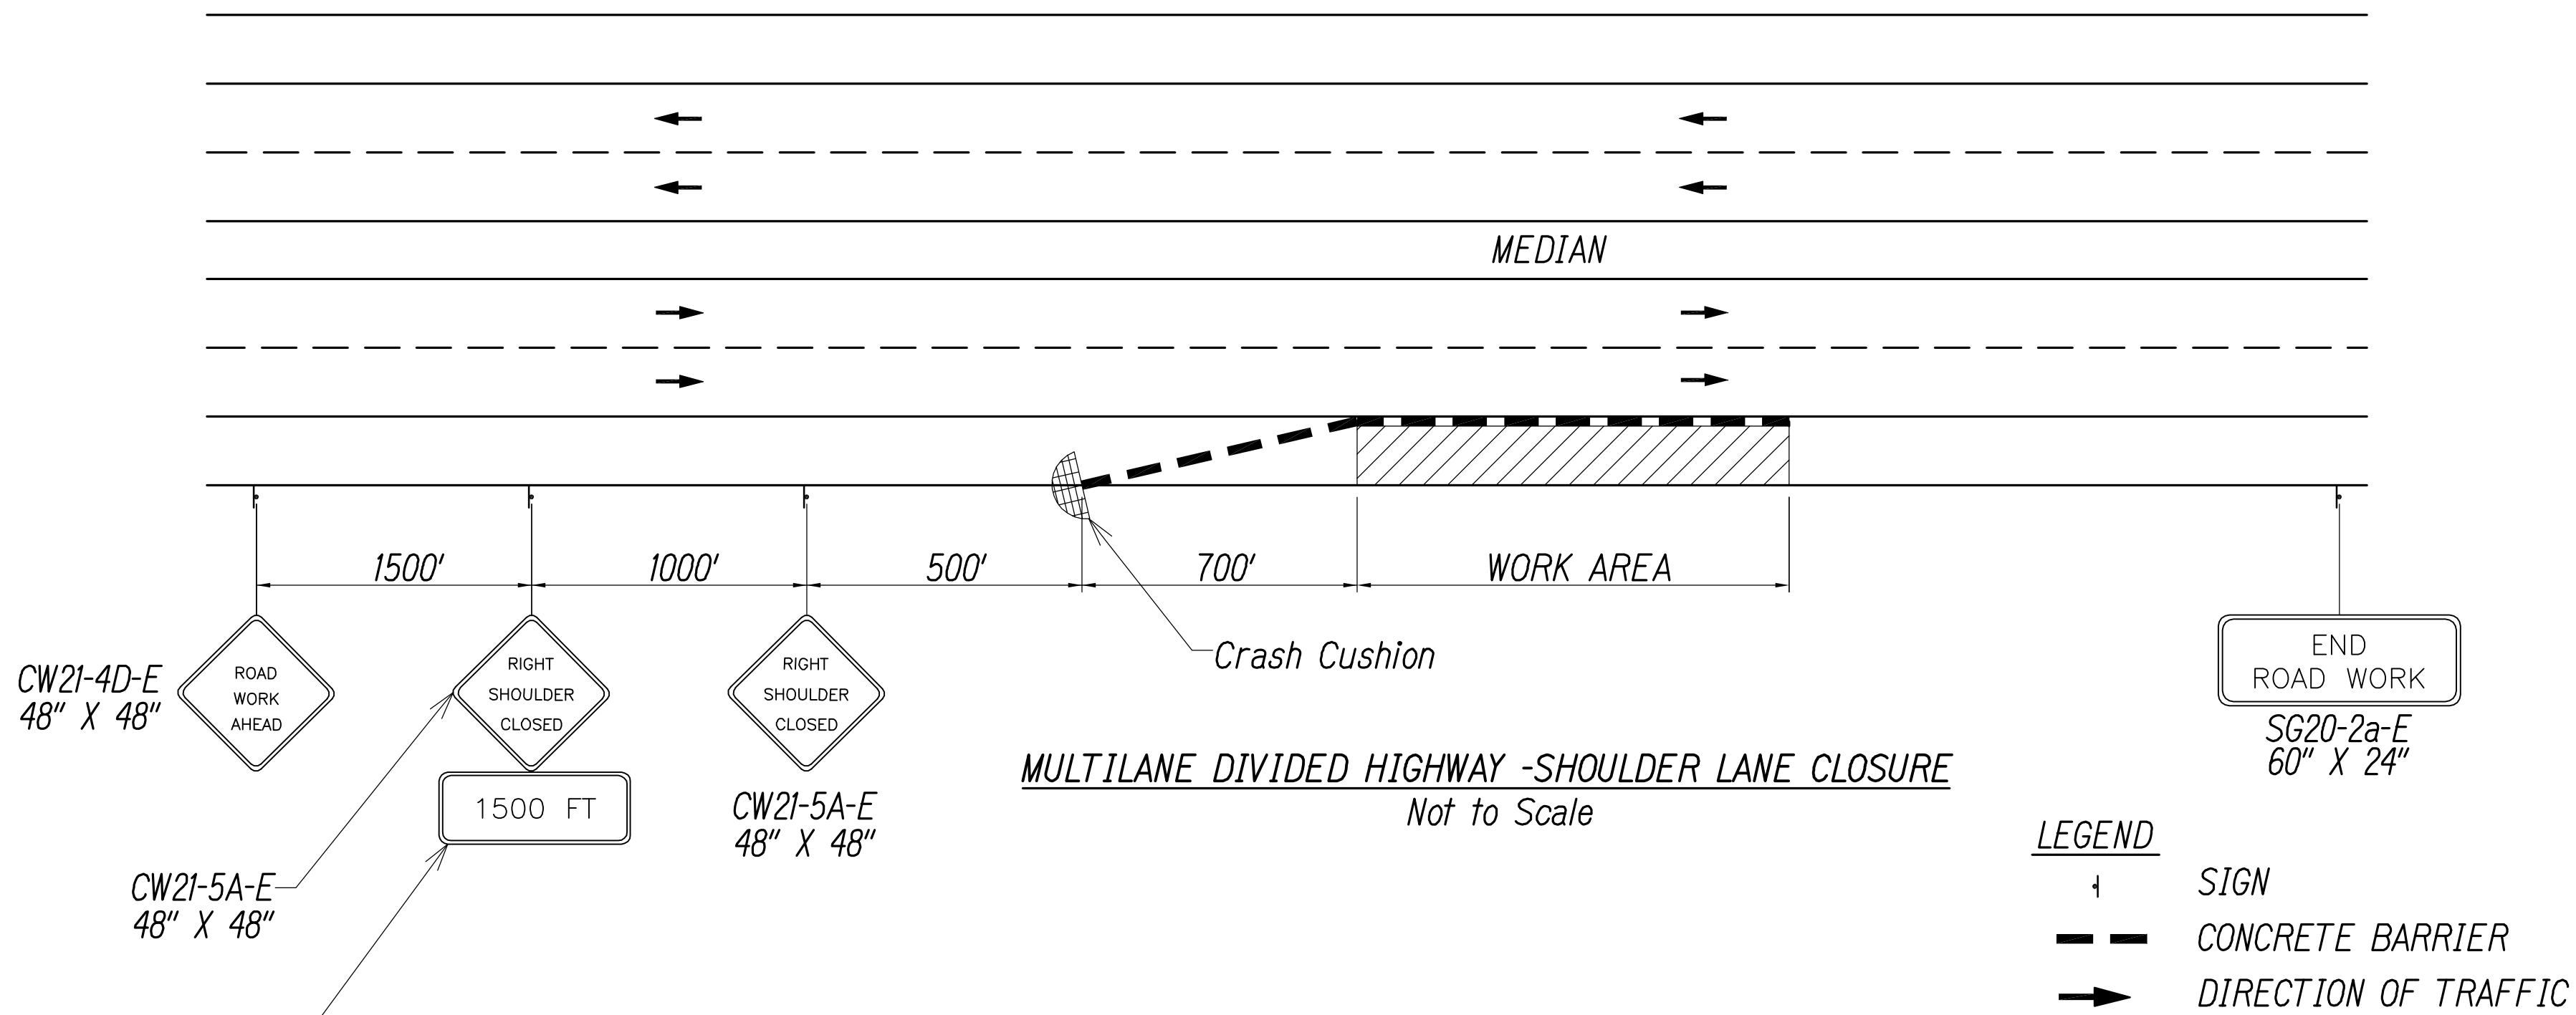 MEDIAN
1500'
1000'
500'
700'
WORK AREA
Crash Cushion
CW21-4D-E
48" X 48"
ROAD
WORK
AHEAD
RIGHT
SHOULDER
CLOSED
1500 FT
CW21-5A-E
48" X 48"
RIGHT
SHOULDER
CLOSED
CW21-5A-E
48" X 48"
END
ROAD WORK
SG20-2a-E
60" X 24"
MULTILANE DIVIDED HIGHWAY -SHOULDER LANE CLOSURE
Not to Scale
LEGEND
SIGN
CONCRETE BARRIER
DIRECTION OF TRAFFIC